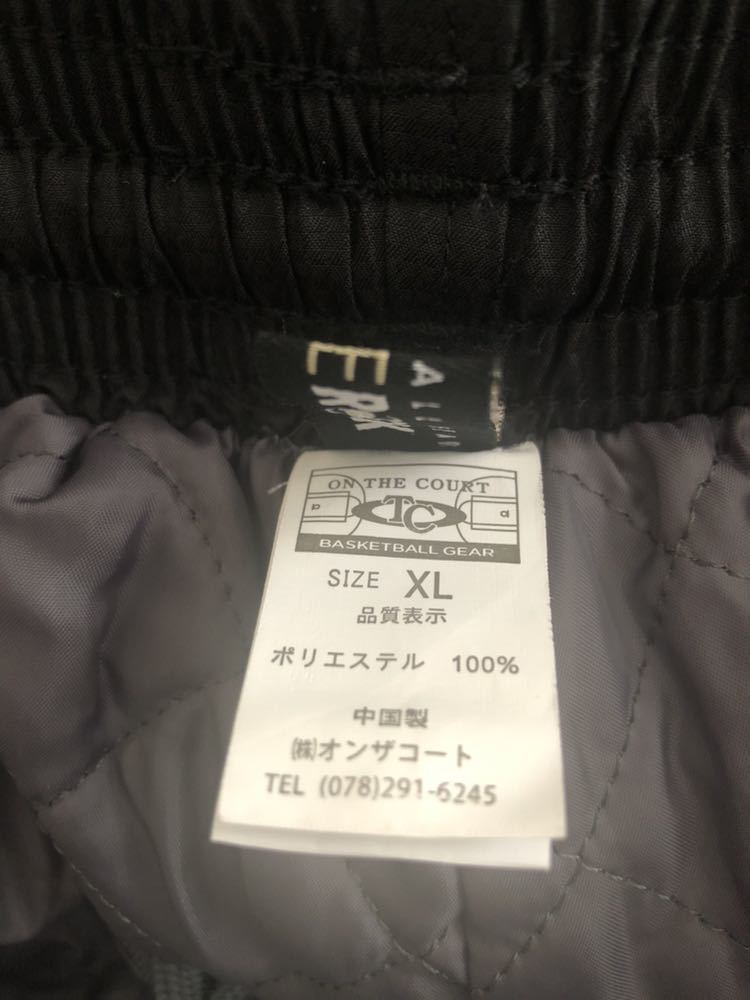 ON THE COURT
TC
BASKETBALL GEAR
SIZE XL
品質表示
ポリエステル 100%
中国製
㈱オンザコート
TEL (078)291-6245